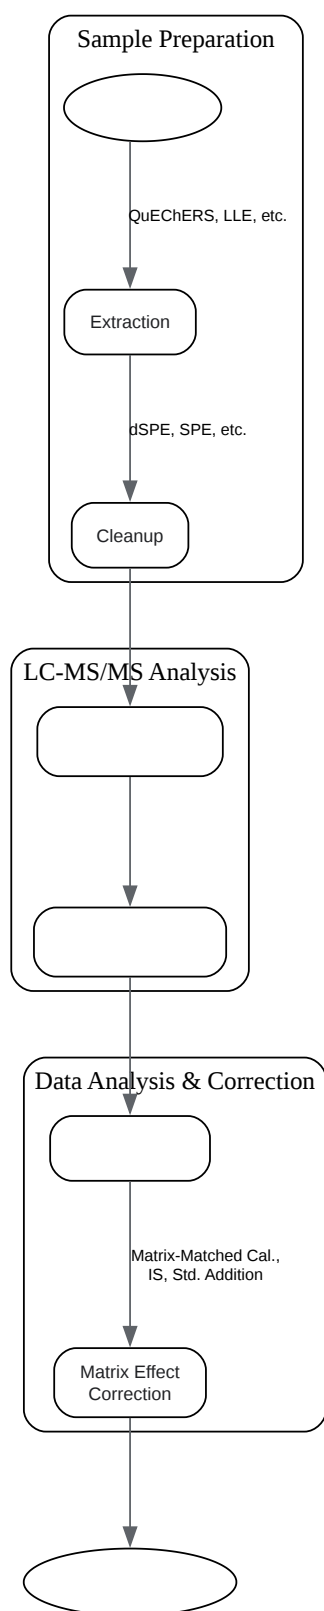 Sample Preparation
QuEChERS, LLE, etc.
Extraction
dSPE, SPE, etc.
Cleanup
LC-MS/MS Analysis
Data Analysis & Correction
Matrix-Matched Cal.,
IS, Std. Addition
Matrix Effect
Correction